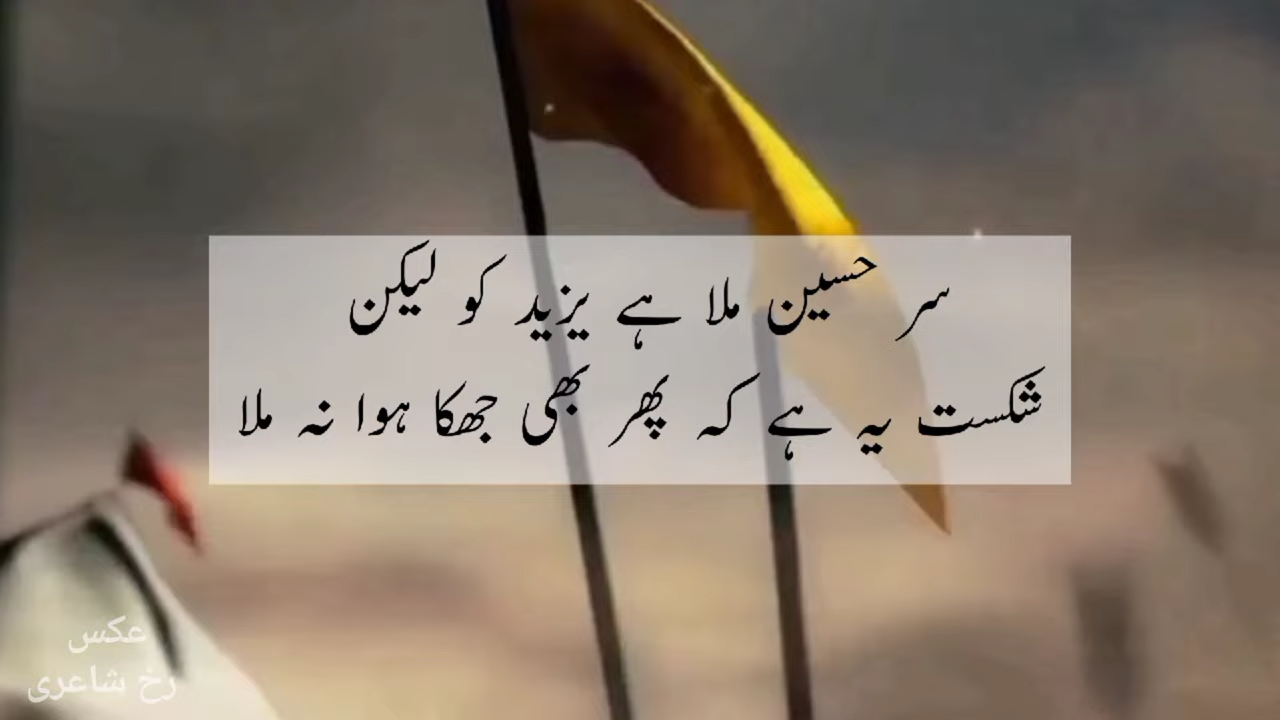 سر حسین ملا ہے یزید کو لیکن
شکست یہ ہے کہ پھر بھی جھکا ہوا نہ ملا
عکس
رخ شاعری